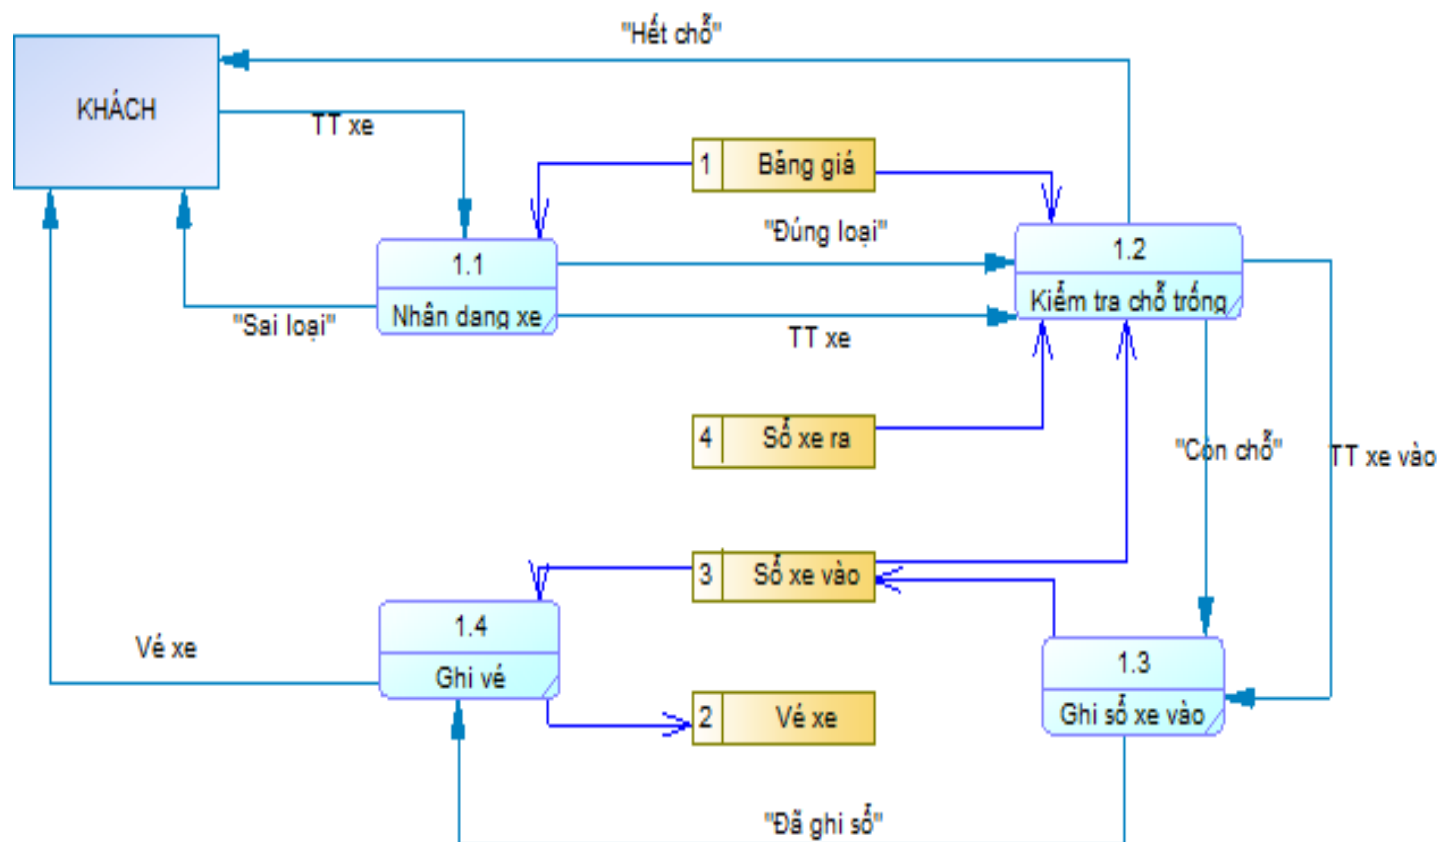 "Hết chỗ"
KHÁCH
TT xe
1 Bảng giá
"Đúng loại"
1.1
Nhân dang xe
1.2
Kiểm tra chỗ trống
"Sai loại"
TT xe
4 Sổ xe ra
"Còn chỗ"
TT xe vào
3 Sổ xe vào
1.4
Ghi vé
Vé xe
1.3
Ghi sổ xe vào
2 Vé xe
"Đã ghi sổ"